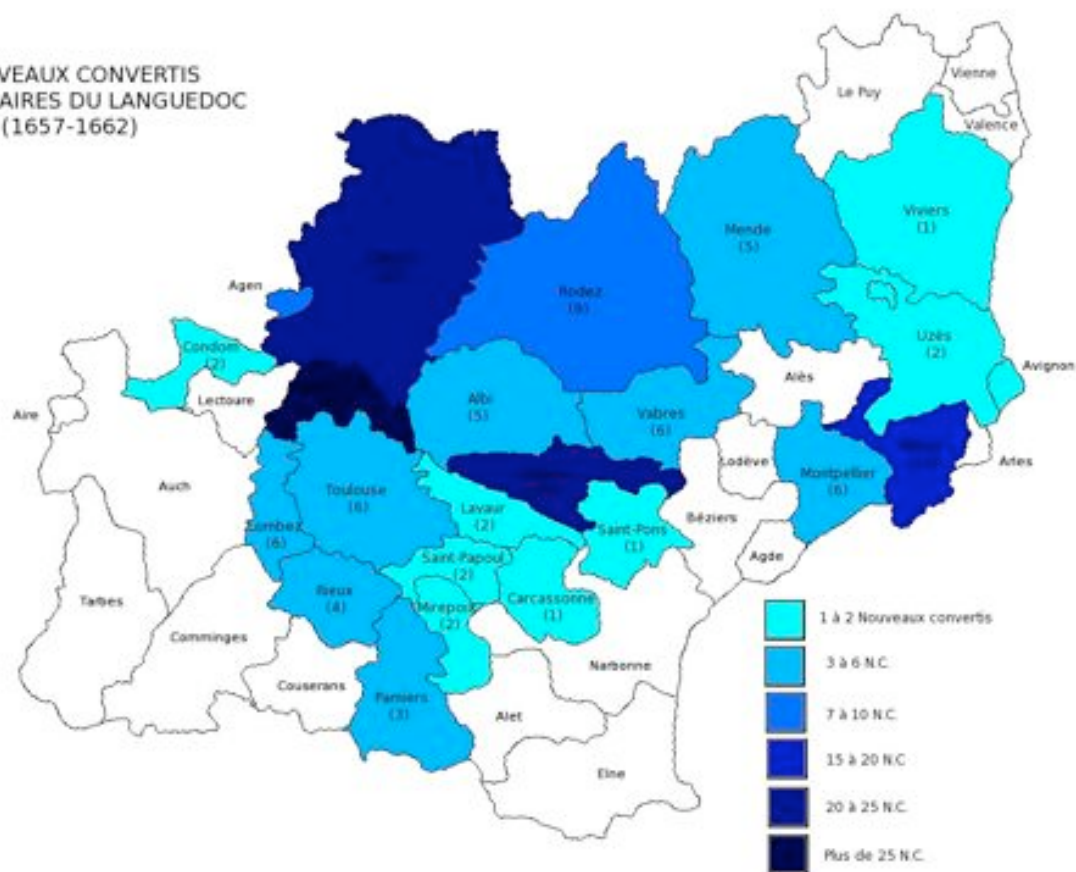 VEAUX CONVERTIS
AIRES DU LANGUEDOC
(1657-1662)
Le Puy
Vienne
Valence
Viviers
(1)
Mende
(5)
Agen
Rodez
Condom
(2)
Uzès
(2)
Avignon
Lectoure
Alès
Aire
Albi
(5)
Vabres
(6)
Arles
Lodève
Montpellier
(6)
Auch
Toulouse
(6)
Lavaur
(2)
Béziers
Lombez
(6)
Saint-Pons
(1)
Saint-Papoul
(2)
Agde
Tarbes
Rieux
(4)
Mirepoix
(2)
Carcassonne
(1)
Comminges
Narbonne
Couserans
Pamiers
(3)
Alet
Elne
1 à 2 Nouveaux convertis
3 à 6 N.C.
7 à 10 N.C.
15 à 20 N.C
20 à 25 N.C.
Plus de 25 N.C.